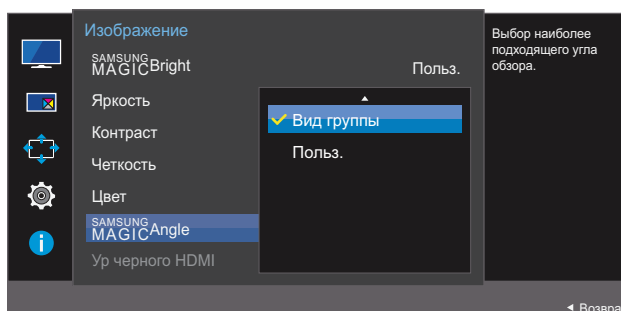 Изображение
SAMSUNG
MAGICBright
Польз.
Яркость
Контраст
Четкость
Цвет
SAMSUNG
MAGICAngle
Ур черного HDMI
Вид группы
Польз.
Выбор наиболее
подходящего угла
обзора.